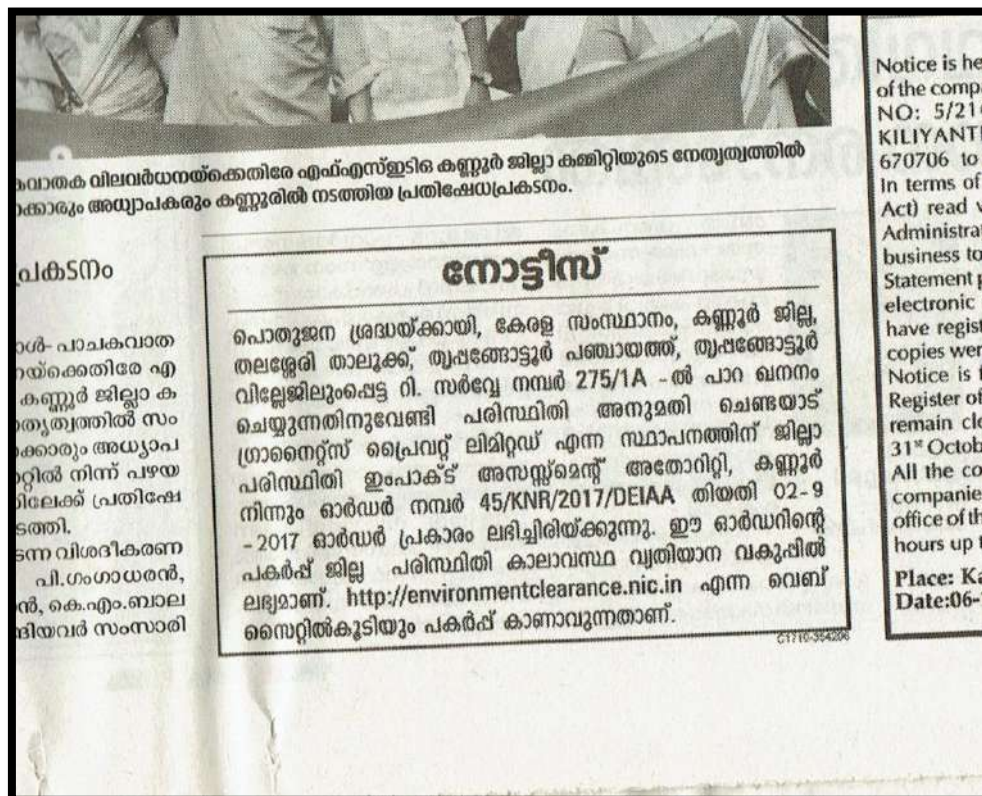 വിലവർധനയ്ക്കെതിരേ എഫ്എസ്ഇടിഒ കണ്ണൂർ ജില്ലാ കമ്മിറ്റിയുടെ നേതൃത്വത്തിൽ
അധ്യാപകരും കണ്ണൂരിൽ നടത്തിയ പ്രതിഷേധപ്രകടനം.
പ്രകടനം
പാചകവാത
യ്ക്കെതിരേ എ
കണ്ണൂർ ജില്ലാ ക
തൃത്വത്തിൽ സം
ക്കാരും അധ്യാപ
റ്റിൽ നിന്ന് പഴയ
ിലേക്ക് പ്രതിഷേ
ടത്തി.
ടന്ന വിശദീകരണ
പി.ഗംഗാധരൻ,
ൻ, കെ.എം.ബാല
ിയവർ സംസാരി
നോട്ടീസ്
പൊതുജന ശ്രദ്ധയ്ക്കായി, കേരള സംസ്ഥാനം, കണ്ണൂർ ജില്ല,
തലശ്ശേരി താലൂക്ക്, തൃപ്പങ്ങോട്ടൂർ പഞ്ചായത്ത്, തൃപ്പങ്ങോട്ടൂർ
വില്ലേജിലുംപ്പെട്ട റി. സർവ്വേ നമ്പർ 275/1A -ൽ പാറ ഖനനം
ചെയ്യുന്നതിനുവേണ്ടി പരിസ്ഥിതി അനുമതി ചെണ്ടയാട്
ഗ്രാനൈറ്റ്സ് പ്രൈവറ്റ് ലിമിറ്റഡ് എന്ന സ്ഥാപനത്തിന് ജില്ലാ
പരിസ്ഥിതി ഇംപാക്ട് അസസ്സ്മെന്റ് അതോറിറ്റി, കണ്ണൂർ
നിന്നും ഓർഡർ നമ്പർ 45/KNR/2017/DEIAA തിയതി 02-9
-2017 ഓർഡർ പ്രകാരം ലഭിച്ചിരിയ്ക്കുന്നു. ഈ ഓർഡറിന്റെ
പകർപ്പ് ജില്ല പരിസ്ഥിതി കാലാവസ്ഥ വ്യതിയാന വകുപ്പിൽ
ലഭ്യമാണ്. http://environmentclearance.nic.in എന്ന വെബ്
സൈറ്റിൽകൂടിയും പകർപ്പ് കാണാവുന്നതാണ്.
C1710-354206
Notice is he
of the comp
NO: 5/21
KILIYANT
670706 to
In terms of
Act) read
Administra
business to
Statement p
electronic
have regist
copies wer
Notice is f
Register of
remain cle
31st Octob
All the co
companie
office of th
hours up t
Place: Ka
Date:06-